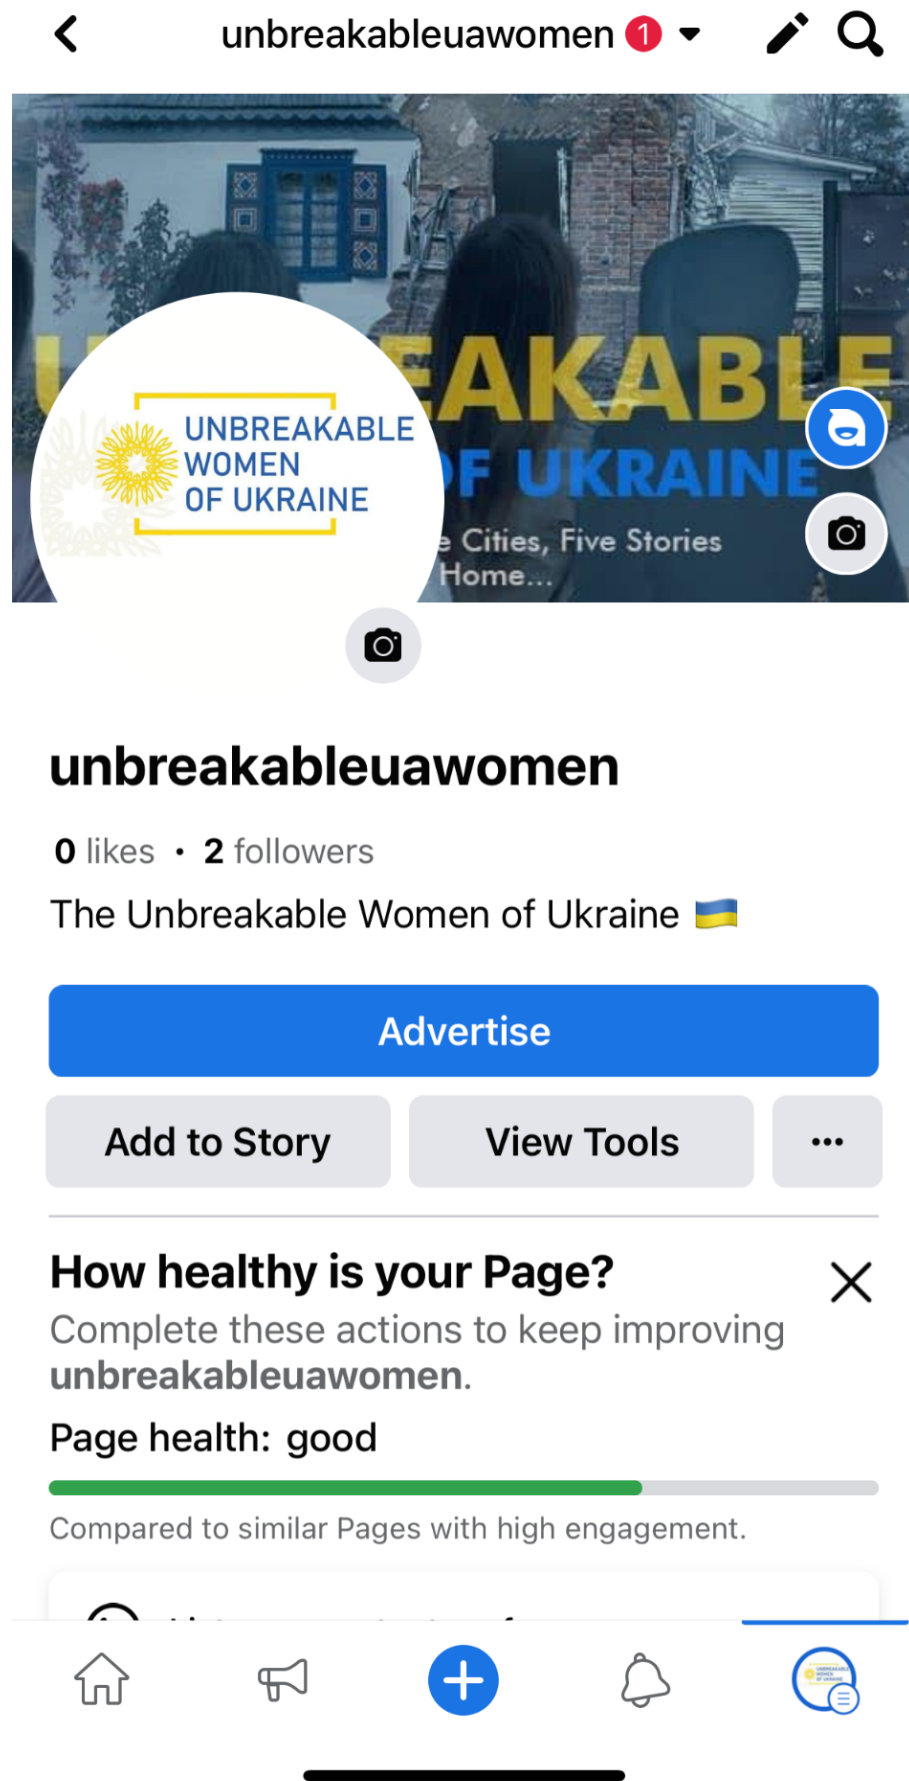 unbreakableuawomen 1
EAKABLE
OF UKRAINE
Cities, Five Stories
Home...
UNBREAKABLE
WOMEN
OF UKRAINE
unbreakableuawomen
0 likes · 2 followers
The Unbreakable Women of Ukraine 🇺🇦
Advertise
Add to Story
View Tools
...
How healthy is your Page?
Complete these actions to keep improving
unbreakableuawomen.
Page health: good
Compared to similar Pages with high engagement.